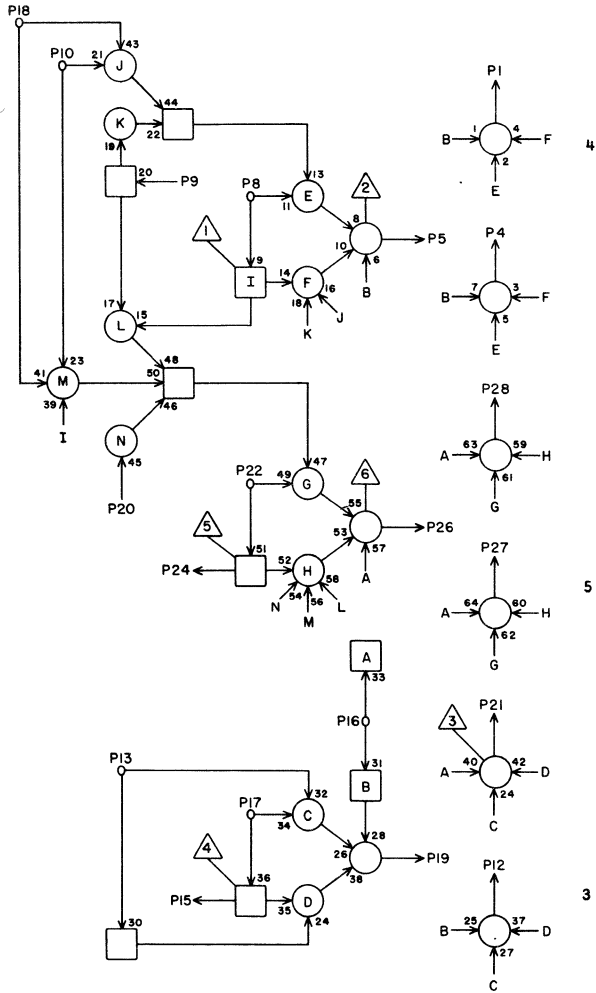 P18
43
P10
21
J
44
P1
K
22
19
B 1 4 F
2
E
4
20
P9
P8
13
E
11
2
8
10
P5
6
B
1
9
I
14
F
16
18
J
K
P4
B 7 3 F
5
E
17
15
L
48
50
46
23
41
M
39
I
N
45
P20
P28
A 63 59 H
61
G
P22
49
47
G
6
55
53
P26
57
A
5
51
P24
52
H
58
54
56
N
M
L
P27
A 64 60 H
62
G
5
A
33
P16
31
B
28
P21
3
A 40 42 D
24
C
P13
32
C
P17
34
26
38
P19
4
36
P15
35
D
24
30
P12
B 25 37 D
27
C
3